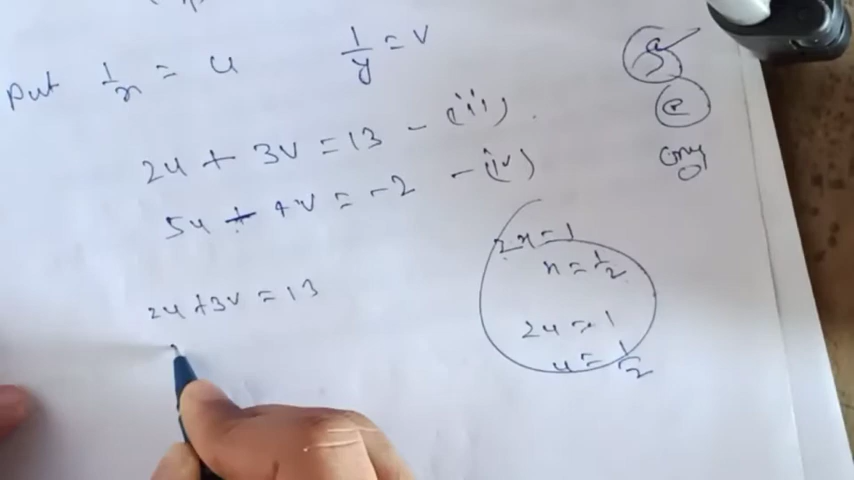 Put 1/x = u 1/y = v
2u + 3v = 13 - (iii)
5u + 4v = -2 - (iv)
2u + 3v = 13
2x = 1
x = 1/2
2u = 1
u = 1/2